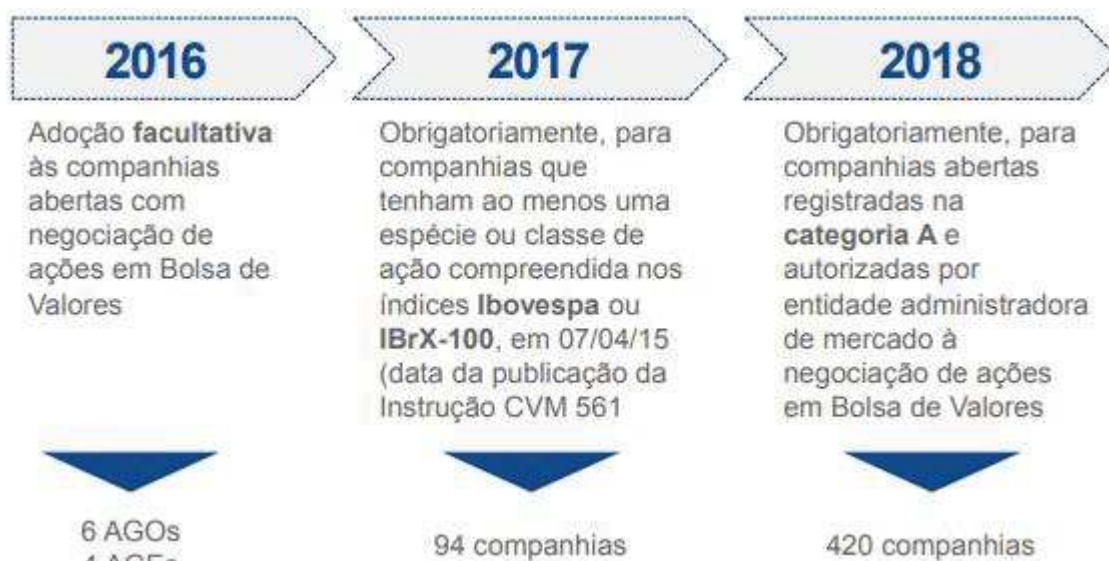 2016
Adoção facultativa
às companhias
abertas com
negociação de
ações em Bolsa de
Valores
6 AGOs
2017
Obrigatoriamente, para
companhias que
tenham ao menos uma
espécie ou classe de
ação compreendida nos
índices Ibovespa ou
IBrX-100, em 07/04/15
(data da publicação da
Instrução CVM 561
94 companhias
2018
Obrigatoriamente, para
companhias abertas
registradas na
categoria A e
autorizadas por
entidade administradora
de mercado à
negociação de ações
em Bolsa de Valores
420 companhias